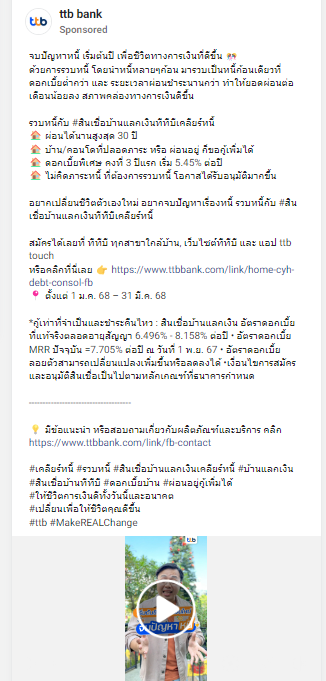 ttb bank
Sponsored
จบปัญหาหนี้ เริ่มต้นปี เพื่อชีวิตทางการเงินที่ดีขึ้น 🎊
ด้วยการรวบหนี้ โดยนำหนี้หลายๆก้อน มารวบเป็นหนี้ก้อนเดียวที่
ดอกเบี้ยต่ำกว่า และ ระยะเวลาผ่อนชำระนานกว่า ทำให้ยอดผ่อนต่อ
เดือนน้อยลง สภาพคล่องทางการเงินดีขึ้น
รวบหนี้กับ #สินเชื่อบ้านแลกเงินทีทีบีเคลียร์หนี้
🏠 ผ่อนได้นานสูงสุด 30 ปี
🏠 บ้าน/คอนโดที่ปลอดภาระ หรือ ผ่อนอยู่ ก็ขอกู้เพิ่มได้
🏠 ดอกเบี้ยพิเศษ คงที่ 3 ปีแรก เริ่ม 5.45% ต่อปี
🏠 ไม่คิดภาระหนี้ ที่ต้องการรวบหนี้ โอกาสได้รับอนุมัติมากขึ้น
อยากเปลี่ยนชีวิตตัวเองใหม่ อยากจบปัญหาเรื่องหนี้ รวบหนี้กับ #สิน
เชื่อบ้านแลกเงินทีทีบีเคลียร์หนี้
สมัครได้เลยที่ ทีทีบี ทุกสาขาใกล้บ้าน, เว็บไซต์ทีทีบี และ แอป ttb
touch
หรือคลิกที่นี่เลย 👉 https://www.ttbbank.com/link/home-cyh-
debt-consol-fb
📍 ตั้งแต่ 1 ม.ค. 68 – 31 มี.ค. 68
*กู้เท่าที่จำเป็นและชำระคืนไหว : สินเชื่อบ้านแลกเงิน อัตราดอกเบี้ย
ที่แท้จริงตลอดอายุสัญญา 6.496% - 8.158% ต่อปี • อัตราดอกเบี้ย
MRR ปัจจุบัน =7.705% ต่อปี ณ วันที่ 1 พ.ย. 67 • อัตราดอกเบี้ย
ลอยตัวสามารถเปลี่ยนแปลงเพิ่มขึ้นหรือลดลงได้ •เงื่อนไขการสมัคร
และอนุมัติสินเชื่อเป็นไปตามหลักเกณฑ์ที่ธนาคารกำหนด
-----------------------------------
💡 มีข้อแนะนำ หรือสอบถามเกี่ยวกับผลิตภัณฑ์และบริการ คลิก
https://www.ttbbank.com/link/fb-contact
#เคลียร์หนี้ #รวบหนี้ #สินเชื่อบ้านแลกเงินเคลียร์หนี้ #บ้านแลกเงิน
#สินเชื่อบ้านทีทีบี #ดอกเบี้ยบ้าน #ผ่อนอยู่กู้เพิ่มได้
#ให้ชีวิตการเงินดีทั้งวันนี้และอนาคต
#เปลี่ยนเพื่อให้ชีวิตคุณดีขึ้น
#ttb #MakeREALChange
ttb